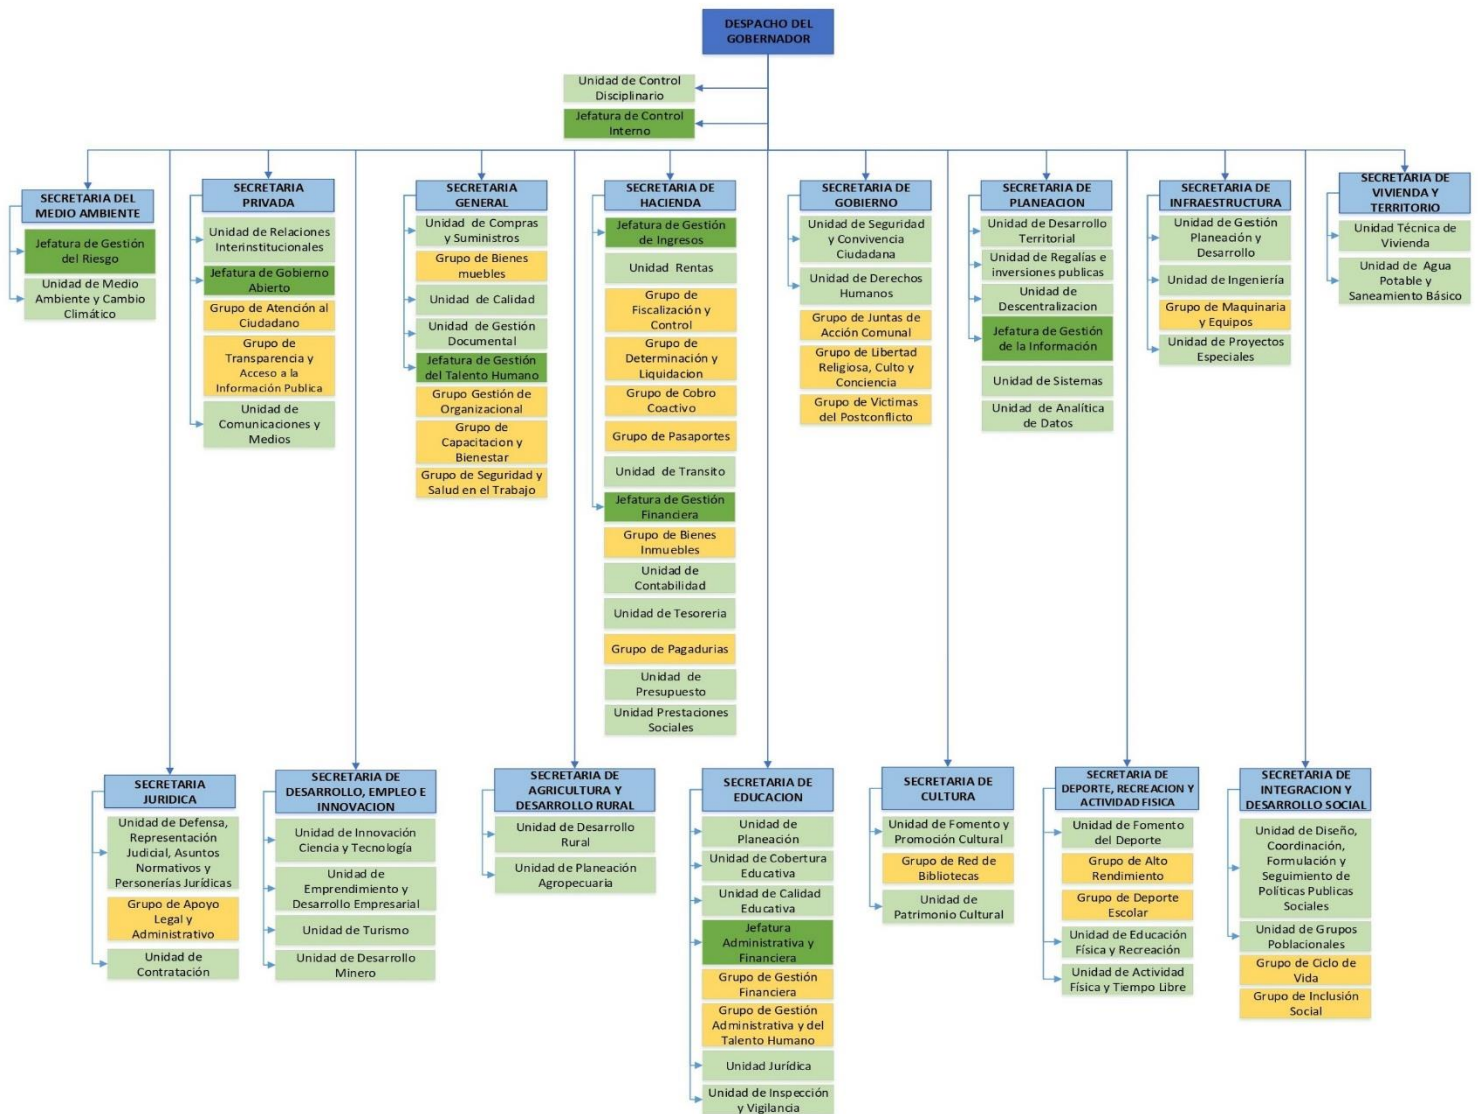 DESPACHO DEL
GOBERNADOR
Unidad de Control
Disciplinario
Jefatura de Control
Interno
SECRETARIA DEL
MEDIO AMBIENTE
Jefatura de Gestión
del Riesgo
Unidad de Medio
Ambiente y Cambio
Climático
SECRETARIA
PRIVADA
Unidad de Relaciones
Interinstitucionales
Jefatura de Gobierno
Abierto
Grupo de Atención al
Ciudadano
Grupo de
Transparencia y
Acceso a la
Información Publica
Unidad de
Comunicaciones y
Medios
SECRETARIA
GENERAL
Unidad de Compras
y Suministros
Grupo de Bienes
muebles
Unidad de Calidad
Unidad de Gestión
Documental
Jefatura de Gestión
del Talento Humano
Grupo Gestión de
Organizacional
Grupo de
Capacitacion y
Bienestar
Grupo de Seguridad y
Salud en el Trabajo
SECRETARIA DE
HACIENDA
Jefatura de Gestión
de Ingresos
Unidad Rentas
Grupo de
Fiscalización y
Control
Grupo de
Determinación y
Liquidacion
Grupo de Cobro
Coactivo
Grupo de Pasaportes
Unidad de Transito
Jefatura de Gestión
Financiera
Grupo de Bienes
Inmuebles
Unidad de
Contabilidad
Unidad de Tesoreria
Grupo de Pagadurias
Unidad de
Presupuesto
Unidad Prestaciones
Sociales
SECRETARIA DE
GOBIERNO
Unidad de Seguridad
y Convivencia
Ciudadana
Unidad de Derechos
Humanos
Grupo de Juntas de
Acción Comunal
Grupo de Libertad
Religiosa, Culto y
Conciencia
Grupo de Victimas
del Postconflicto
SECRETARIA DE
PLANEACION
Unidad de Desarrollo
Territorial
Unidad de Regalías e
inversiones publicas
Unidad de
Descentralizacion
Jefatura de Gestión
de la Información
Unidad de Sistemas
Unidad de Analítica
de Datos
SECRETARIA DE
INFRAESTRUCTURA
Unidad de Gestión
Planeación y
Desarrollo
Unidad de Ingeniería
Grupo de Maquinaria
y Equipos
Unidad de Proyectos
Especiales
SECRETARIA DE
VIVIENDA Y
TERRITORIO
Unidad Técnica de
Vivienda
Unidad de Agua
Potable y
Saneamiento Básico
SECRETARIA
JURIDICA
Unidad de Defensa,
Representación
Judicial, Asuntos
Normativos y
Personerías Jurídicas
Grupo de Apoyo
Legal y
Administrativo
Unidad de
Contratación
SECRETARIA DE
DESARROLLO, EMPLEO E
INNOVACION
Unidad de Innovación
Ciencia y Tecnología
Unidad de
Emprendimiento y
Desarrollo Empresarial
Unidad de Turismo
Unidad de Desarrollo
Minero
SECRETARIA DE
AGRICULTURA Y
DESARROLLO RURAL
Unidad de Desarrollo
Rural
Unidad de Planeación
Agropecuaria
SECRETARIA DE
EDUCACION
Unidad de
Planeación
Unidad de Cobertura
Educativa
Unidad de Calidad
Educativa
Jefatura
Administrativa y
Financiera
Grupo de Gestión
Financiera
Grupo de Gestión
Administrativa y del
Talento Humano
Unidad Jurídica
Unidad de Inspección
y Vigilancia
SECRETARIA DE
CULTURA
Unidad de Fomento y
Promoción Cultural
Grupo de Red de
Bibliotecas
Unidad de
Patrimonio Cultural
SECRETARIA DE
DEPORTE, RECREACION Y
ACTIVIDAD FISICA
Unidad de Fomento
del Deporte
Grupo de Alto
Rendimiento
Grupo de Deporte
Escolar
Unidad de Educación
Física y Recreación
Unidad de Actividad
Física y Tiempo Libre
SECRETARIA DE
INTEGRACION Y
DESARROLLO SOCIAL
Unidad de Diseño,
Coordinación,
Formulación y
Seguimiento de
Políticas Publicas
Sociales
Unidad de Grupos
Poblacionales
Grupo de Ciclo de
Vida
Grupo de Inclusión
Social